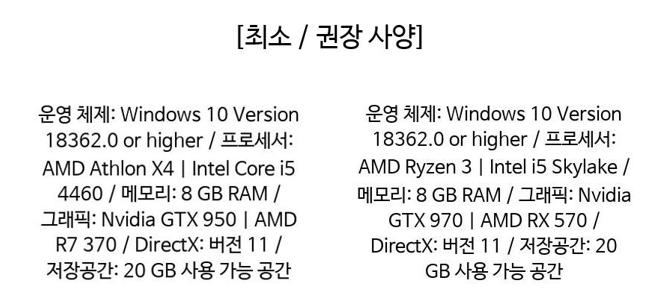 [최소 / 권장 사양]
운영 체제: Windows 10 Version
18362.0 or higher / 프로세서:
AMD Athlon X4 | Intel Core i5
4460 / 메모리: 8 GB RAM /
그래픽: Nvidia GTX 950 | AMD
R7 370 / DirectX: 버전 11 /
저장공간: 20 GB 사용 가능 공간
운영 체제: Windows 10 Version
18362.0 or higher / 프로세서:
AMD Ryzen 3 | Intel i5 Skylake /
메모리: 8 GB RAM / 그래픽: Nvidia
GTX 970 | AMD RX 570 /
DirectX: 버전 11 / 저장공간: 20
GB 사용 가능 공간